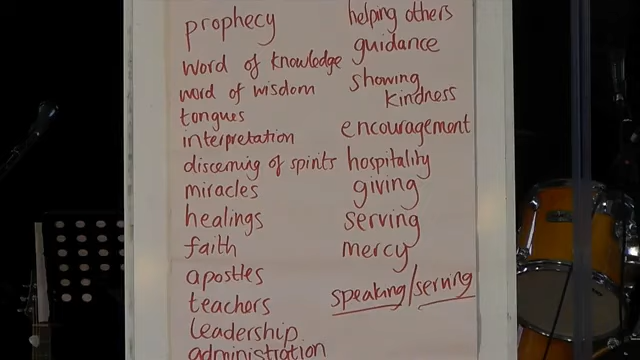 prophecy
word of knowledge
word of wisdom
tongues
interpretation
discerning of spirits
miracles
healings
faith
apostles
teachers
leadership
administration
helping others
guidance
showing
kindness
encouragement
hospitality
giving
serving
mercy
speaking/serving